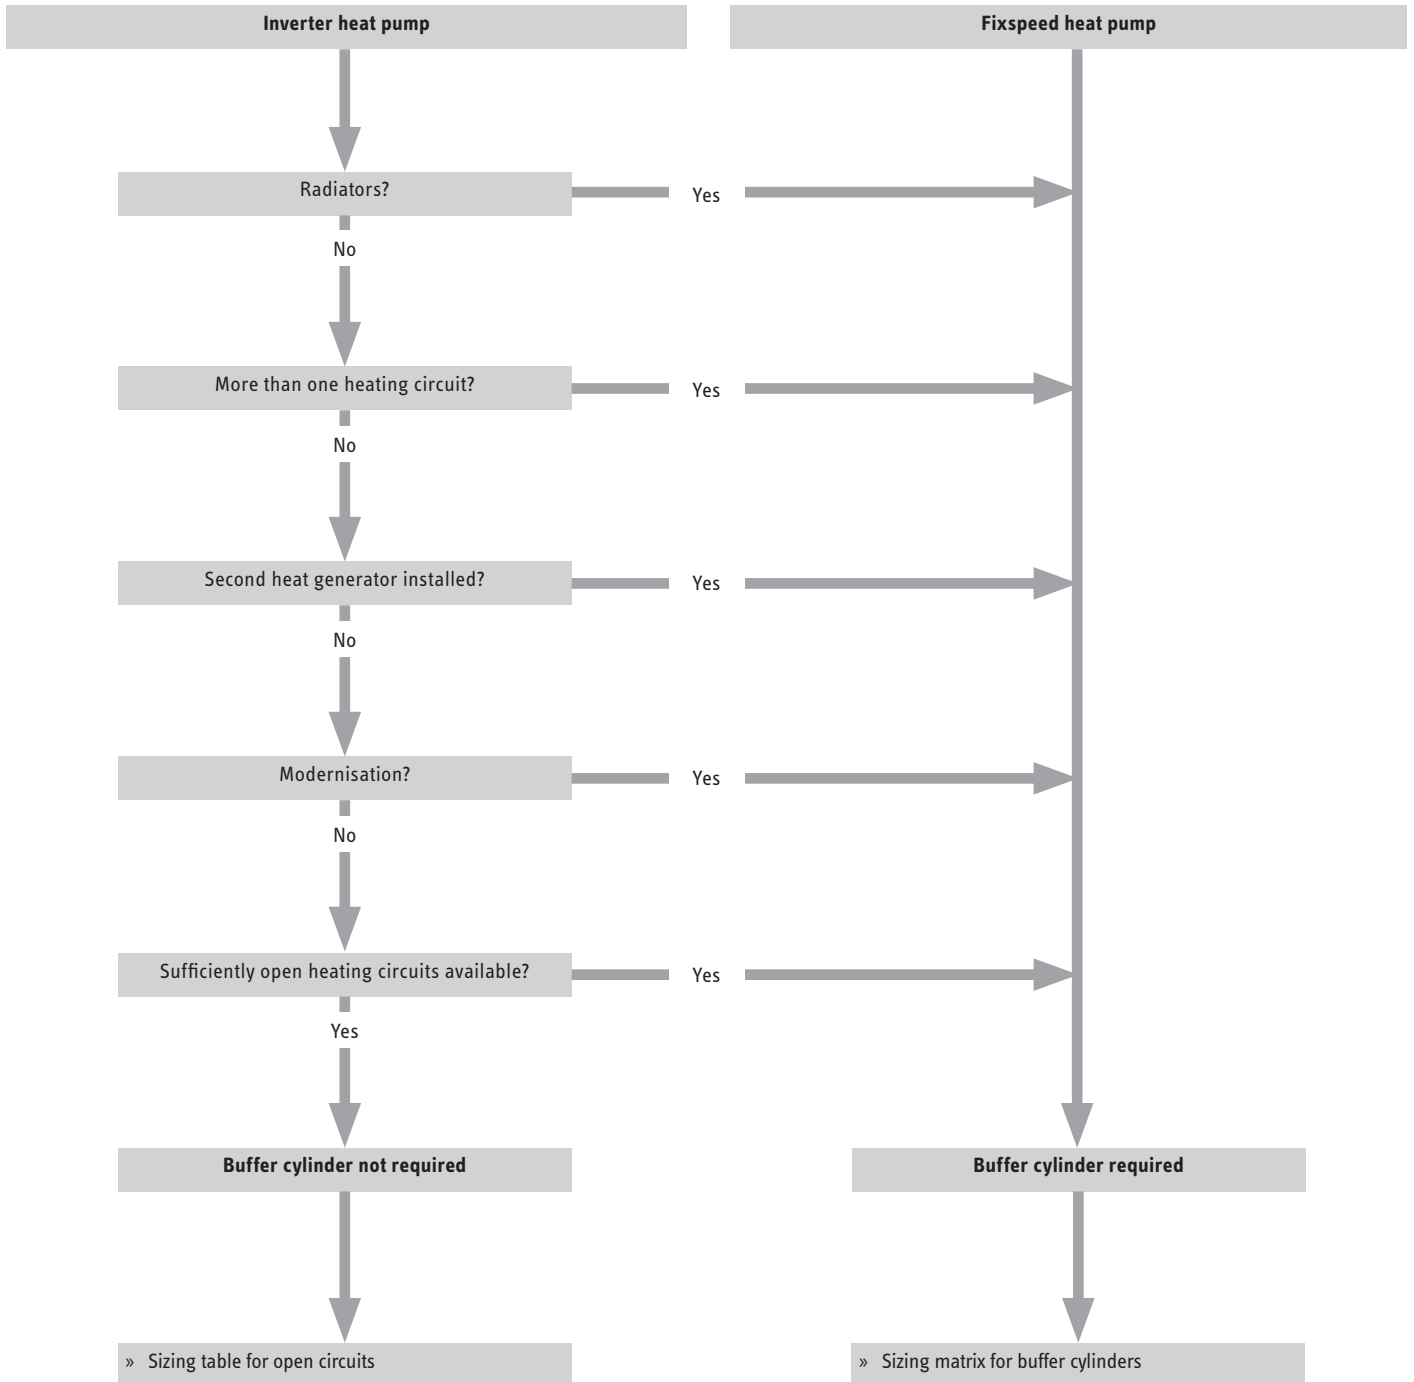 Inverter heat pump
Fixspeed heat pump
Radiators?
Yes
No
More than one heating circuit?
Yes
No
Second heat generator installed?
Yes
No
Modernisation?
Yes
No
Sufficiently open heating circuits available?
Yes
Yes
Buffer cylinder not required
Buffer cylinder required
» Sizing table for open circuits
» Sizing matrix for buffer cylinders